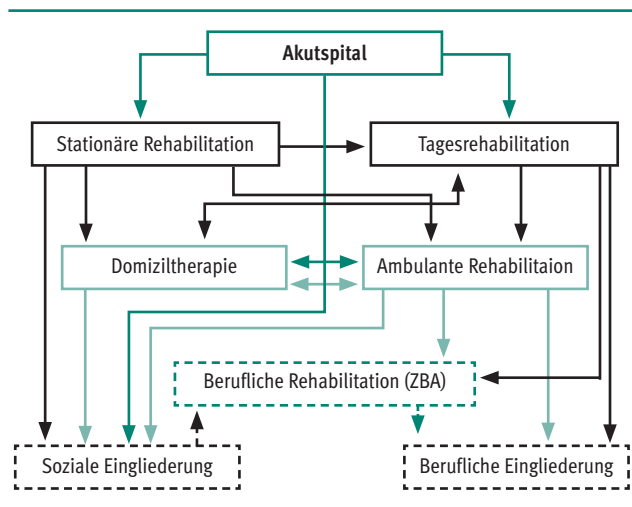 Akutspital
Stationäre Rehabilitation
Tagesrehabilitation
Domiziltherapie
Ambulante Rehabilitaion
Berufliche Rehabilitation (ZBA)
Soziale Eingliederung
Berufliche Eingliederung